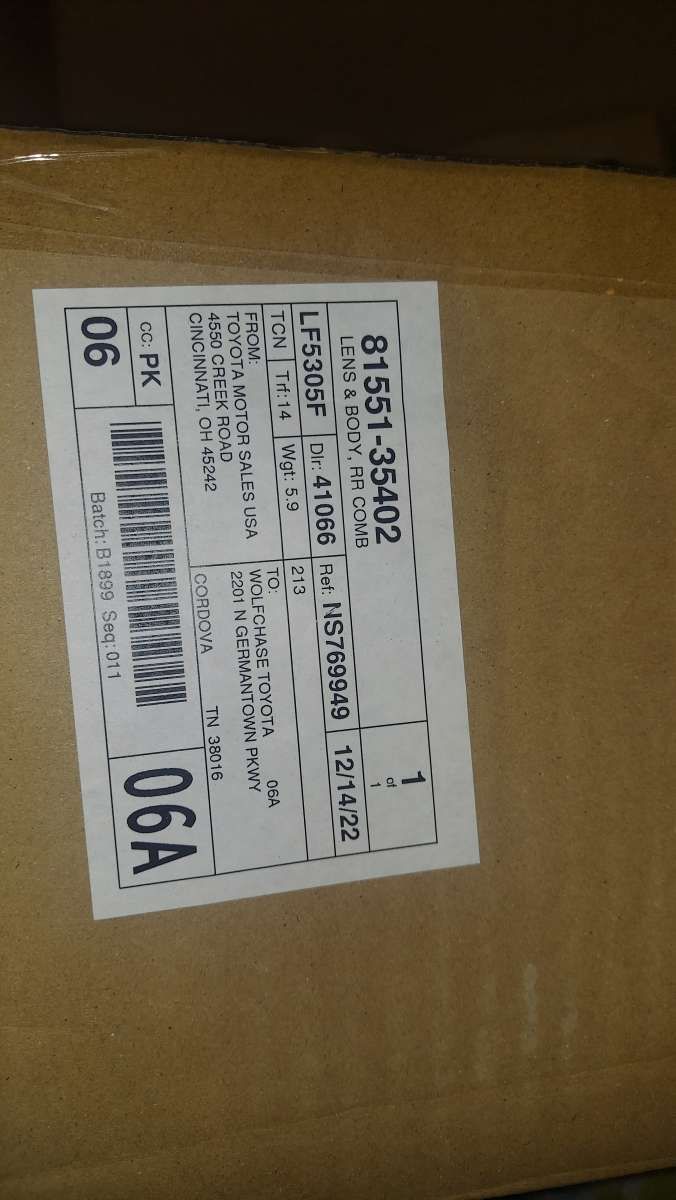 81551-35402
LENS & BODY, RR COMB
1
of
1
LF5305F
Dlr: 41066
Ref: NS769949
12/14/22
TCN
Trf:14
Wgt: 5.9
213
FROM:
TOYOTA MOTOR SALES USA
4550 CREEK ROAD
CINCINNATI, OH 45242
TO:
WOLFCHASE TOYOTA 06A
2201 N GERMANTOWN PKWY
CORDOVA TN 38016
CC: PK
06
Batch: B1899 Seq: 011
06A